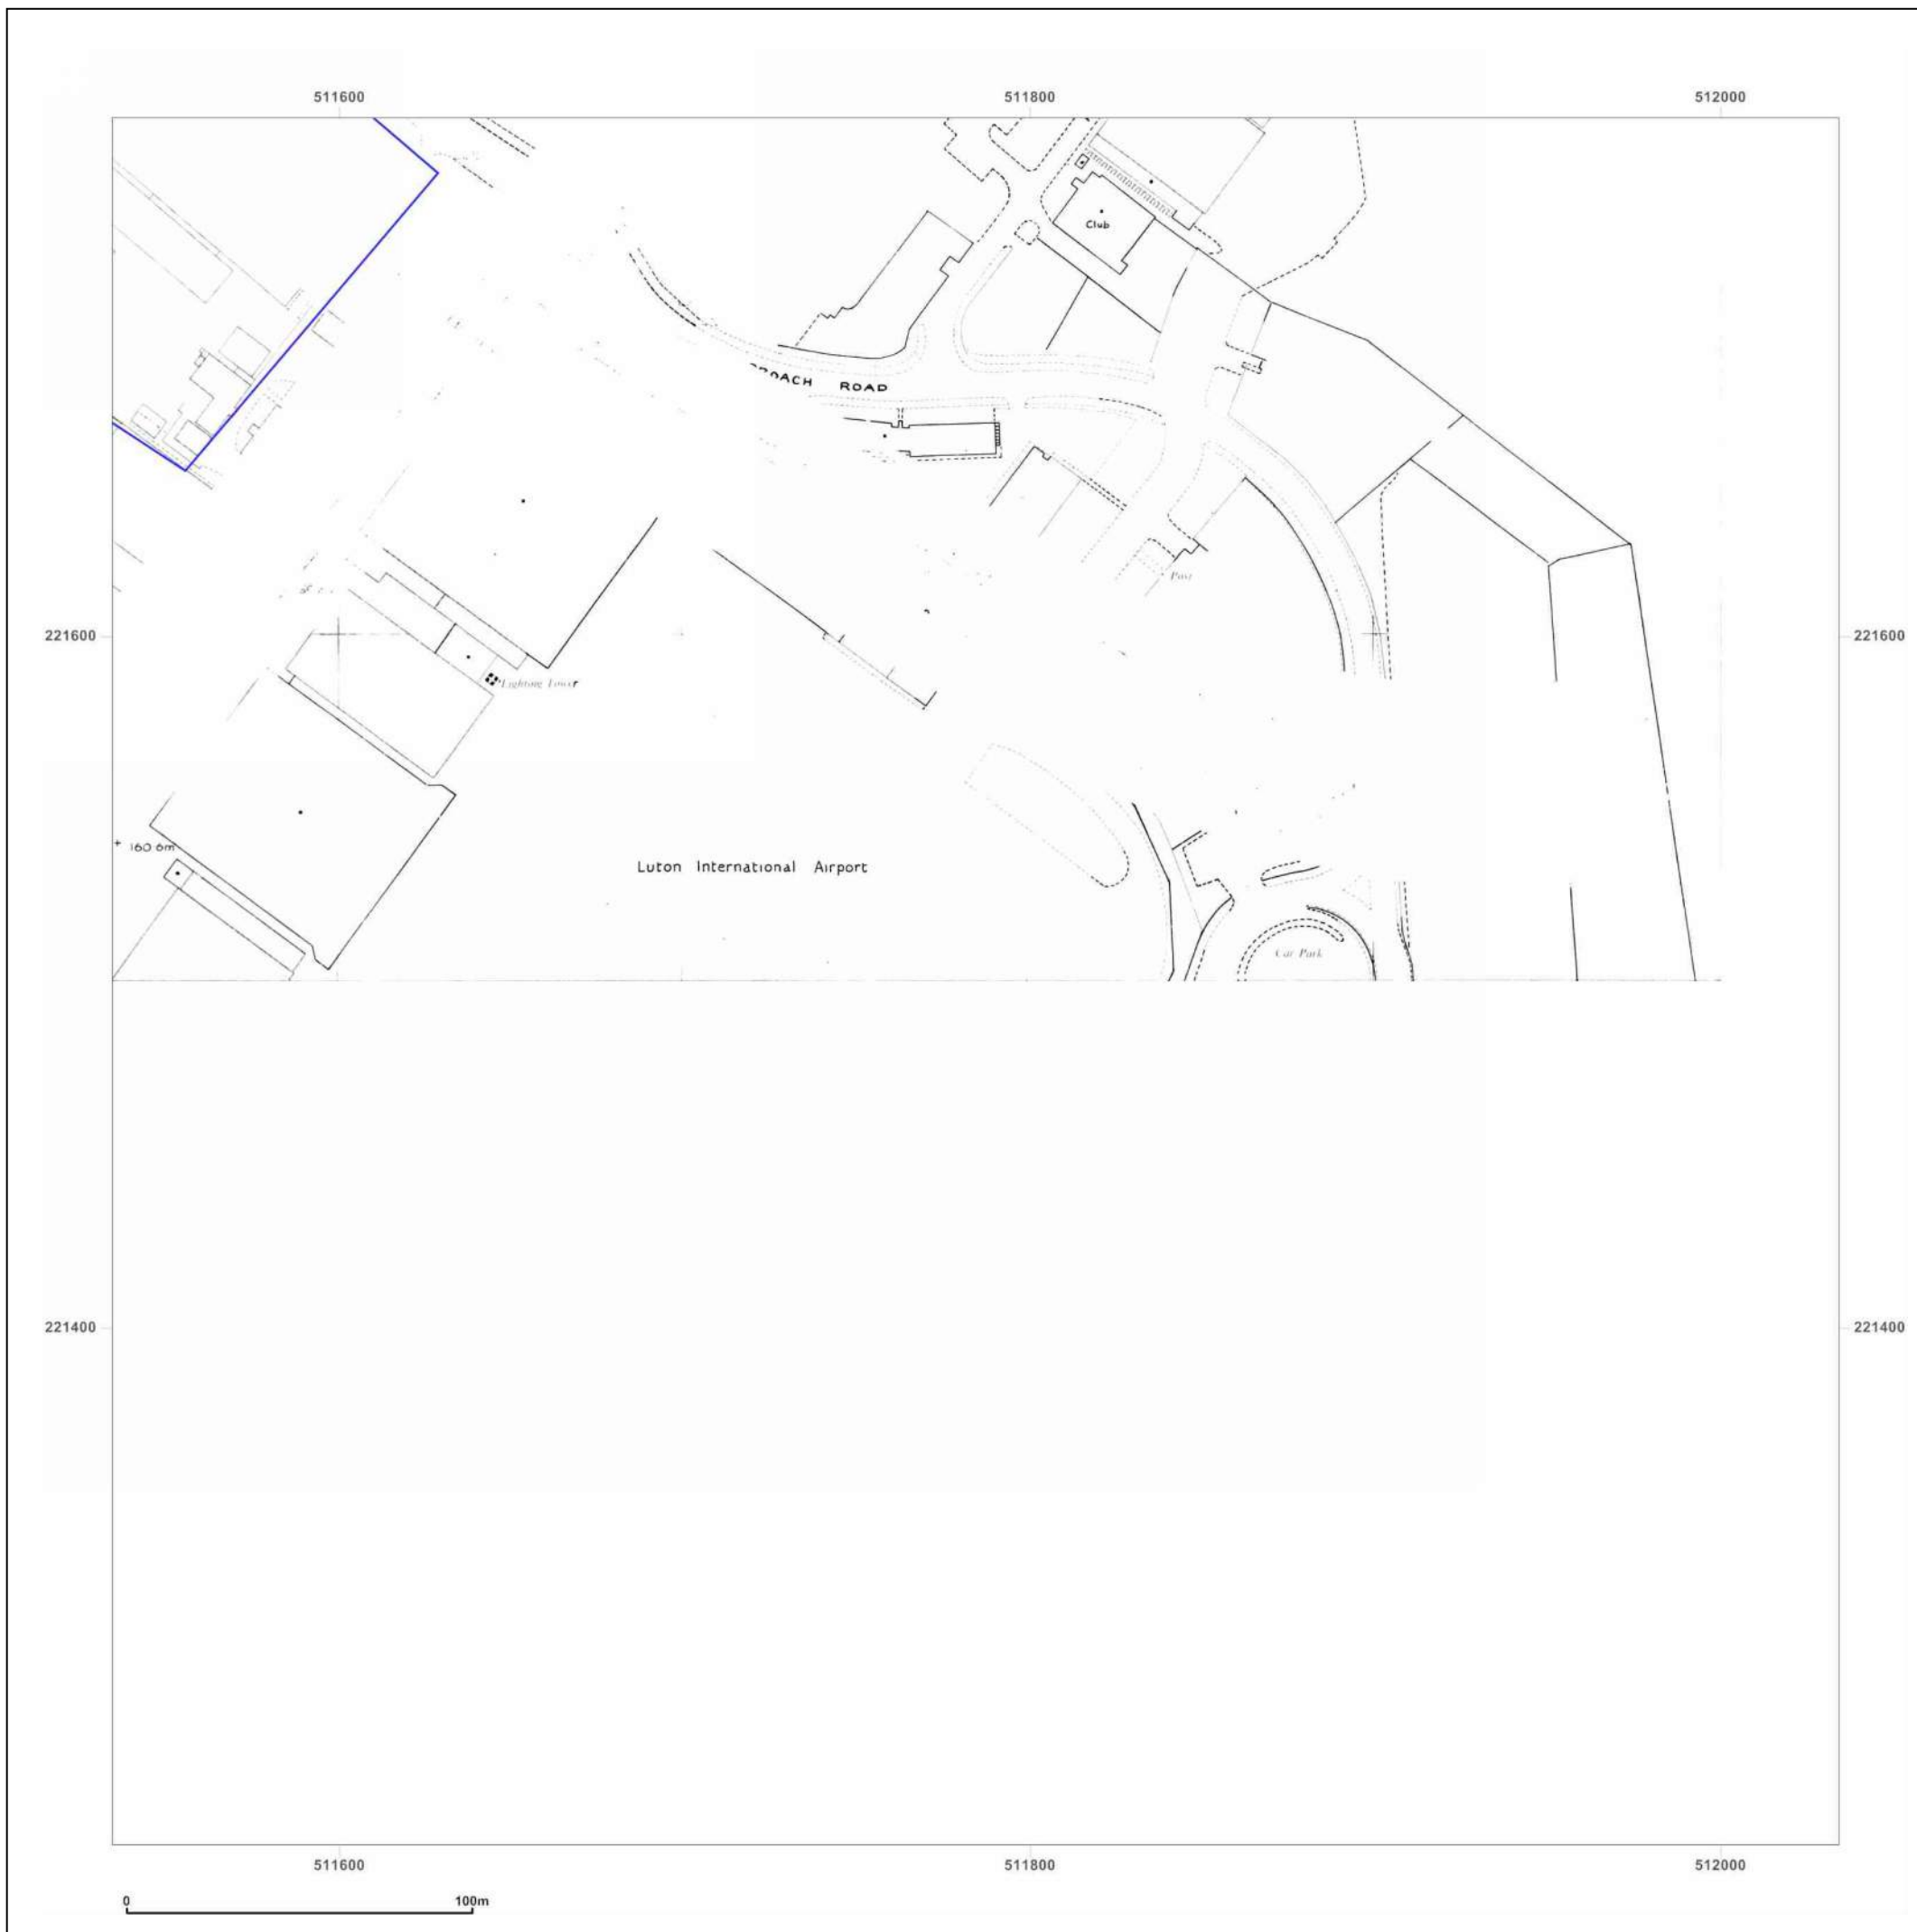 511600
511800
512000
Club
ROACH ROAD
Post
221600
221600
Lighting Tower
+ 160.6m
Luton International Airport
Car Park
221400
221400
511600
511800
512000
0
100m